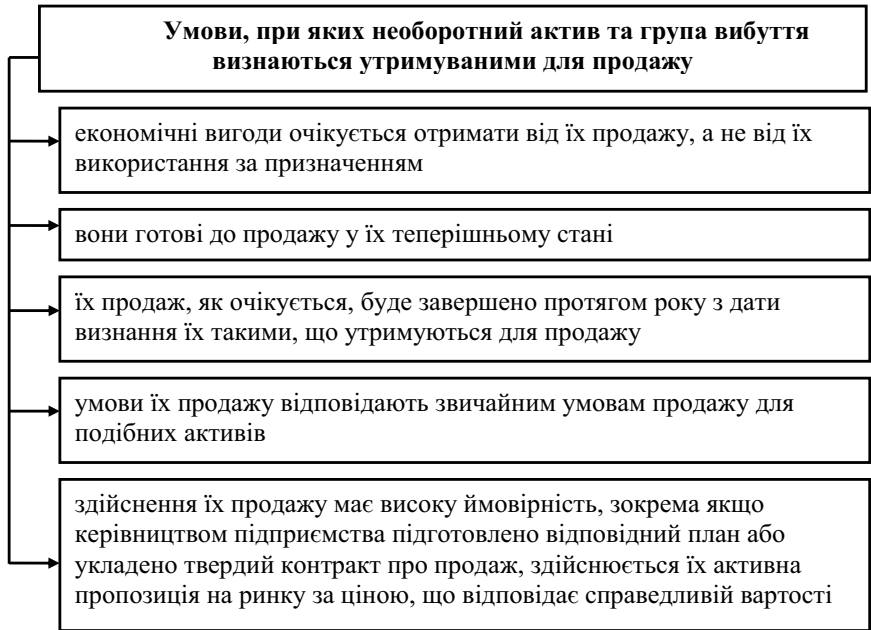 Умови, при яких необоротний актив та група вибуття
визнаються утримуваними для продажу
економічні вигоди очікується отримати від їх продажу, а не від їх
використання за призначенням
вони готові до продажу у їх теперішньому стані
їх продаж, як очікується, буде завершено протягом року з дати
визнання їх такими, що утримуються для продажу
умови їх продажу відповідають звичайним умовам продажу для
подібних активів
здійснення їх продажу має високу ймовірність, зокрема якщо
керівництвом підприємства підготовлено відповідний план або
укладено твердий контракт про продаж, здійснюється їх активна
пропозиція на ринку за ціною, що відповідає справедливій вартості